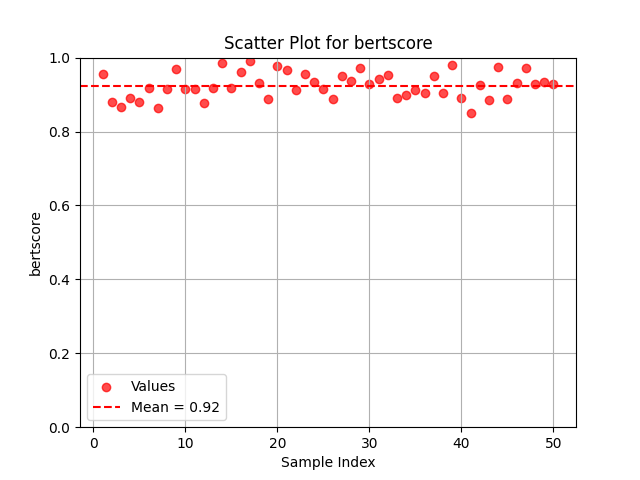 Scatter Plot for bertscore
1.0
0.8
0.6
0.4
0.2
0.0
bertscore
Values
Mean = 0.92
0 10 20 30 40 50
Sample Index